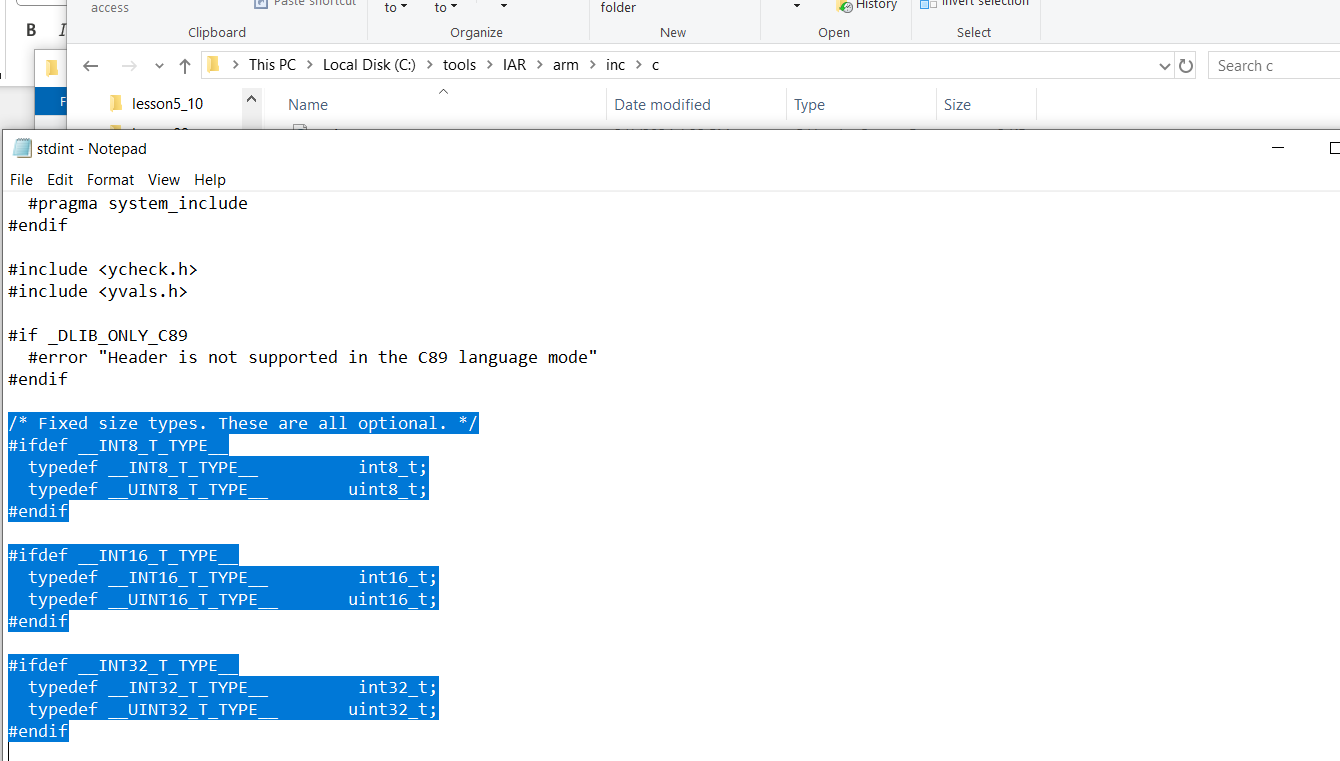 access
Paste shortcut
to
to
folder
History
Invert selection
Clipboard
Organize
New
Open
Select
B I
This PC > Local Disk (C:) > tools > IAR > arm > inc > c
Search c
F
lesson5_10
Name
Date modified
Type
Size
stdint - Notepad
File Edit Format View Help
#pragma system_include
#endif
#include <ycheck.h>
#include <yvals.h>
#if _DLIB_ONLY_C89
#error "Header is not supported in the C89 language mode"
#endif
/* Fixed size types. These are all optional. */
#ifdef __INT8_T_TYPE__
typedef __INT8_T_TYPE__ int8_t;
typedef __UINT8_T_TYPE__ uint8_t;
#endif
#ifdef __INT16_T_TYPE__
typedef __INT16_T_TYPE__ int16_t;
typedef __UINT16_T_TYPE__ uint16_t;
#endif
#ifdef __INT32_T_TYPE__
typedef __INT32_T_TYPE__ int32_t;
typedef __UINT32_T_TYPE__ uint32_t;
#endif